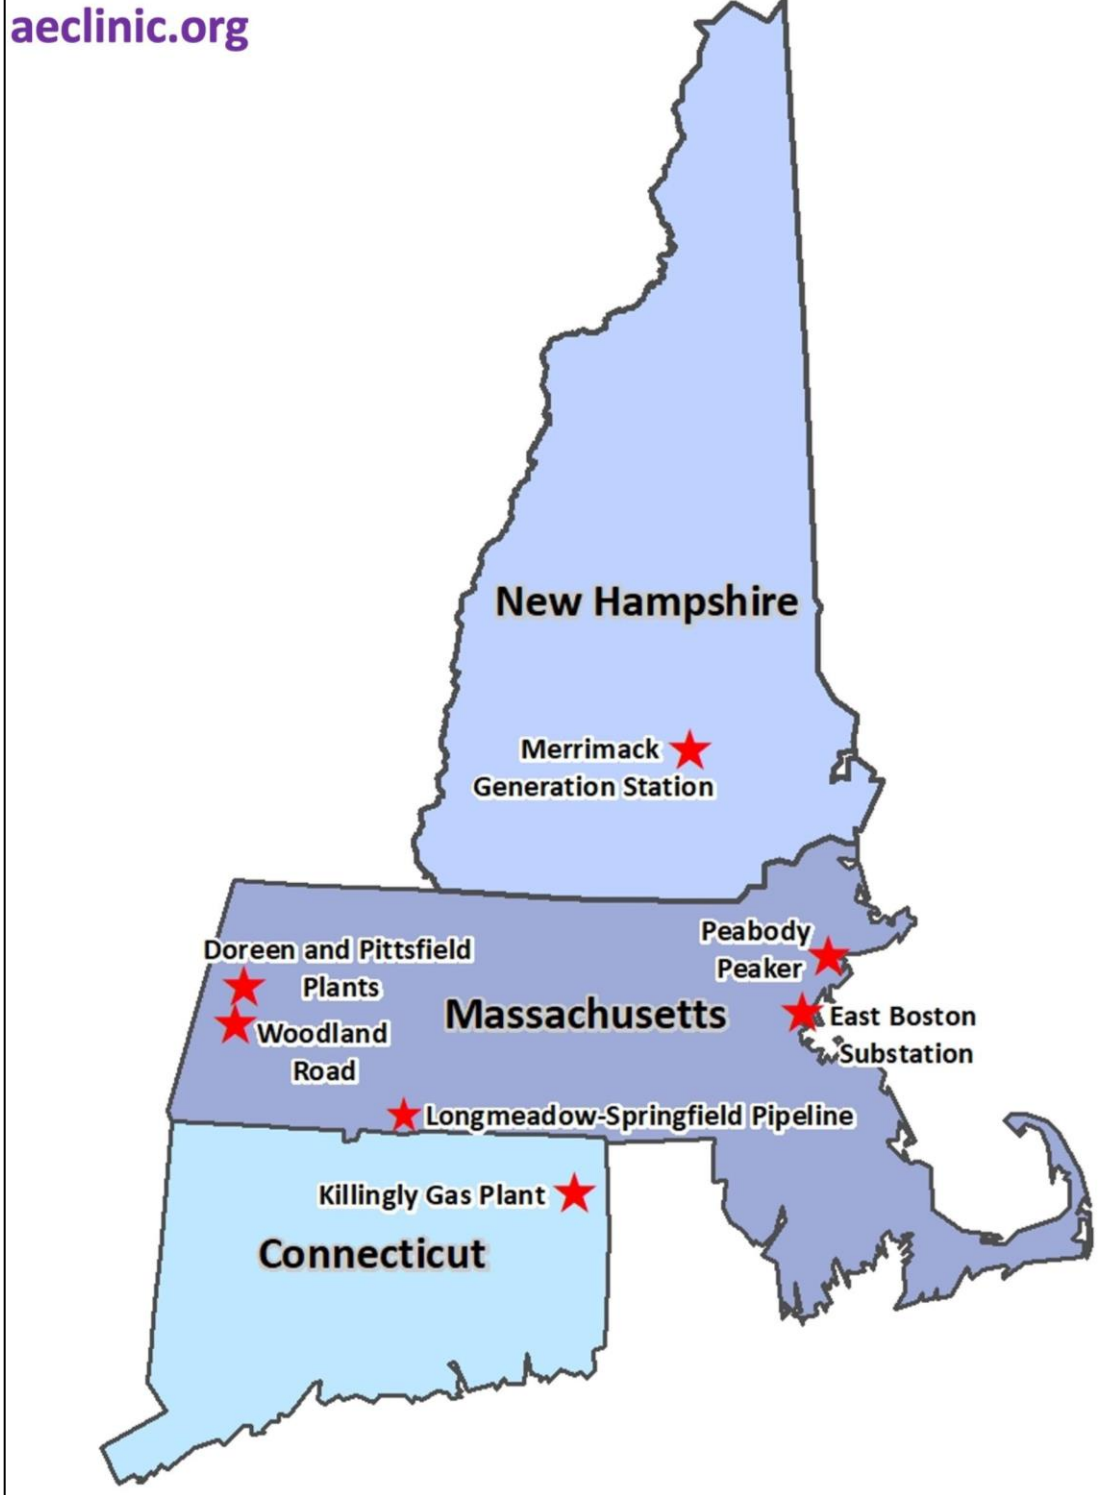 aeclinic.org
New Hampshire
Merrimack
Generation Station
Peabody
Peaker
Doreen and Pittsfield
Plants
Massachusetts
East Boston
Substation
Woodland
Road
Longmeadow-Springfield Pipeline
Killingly Gas Plant
Connecticut